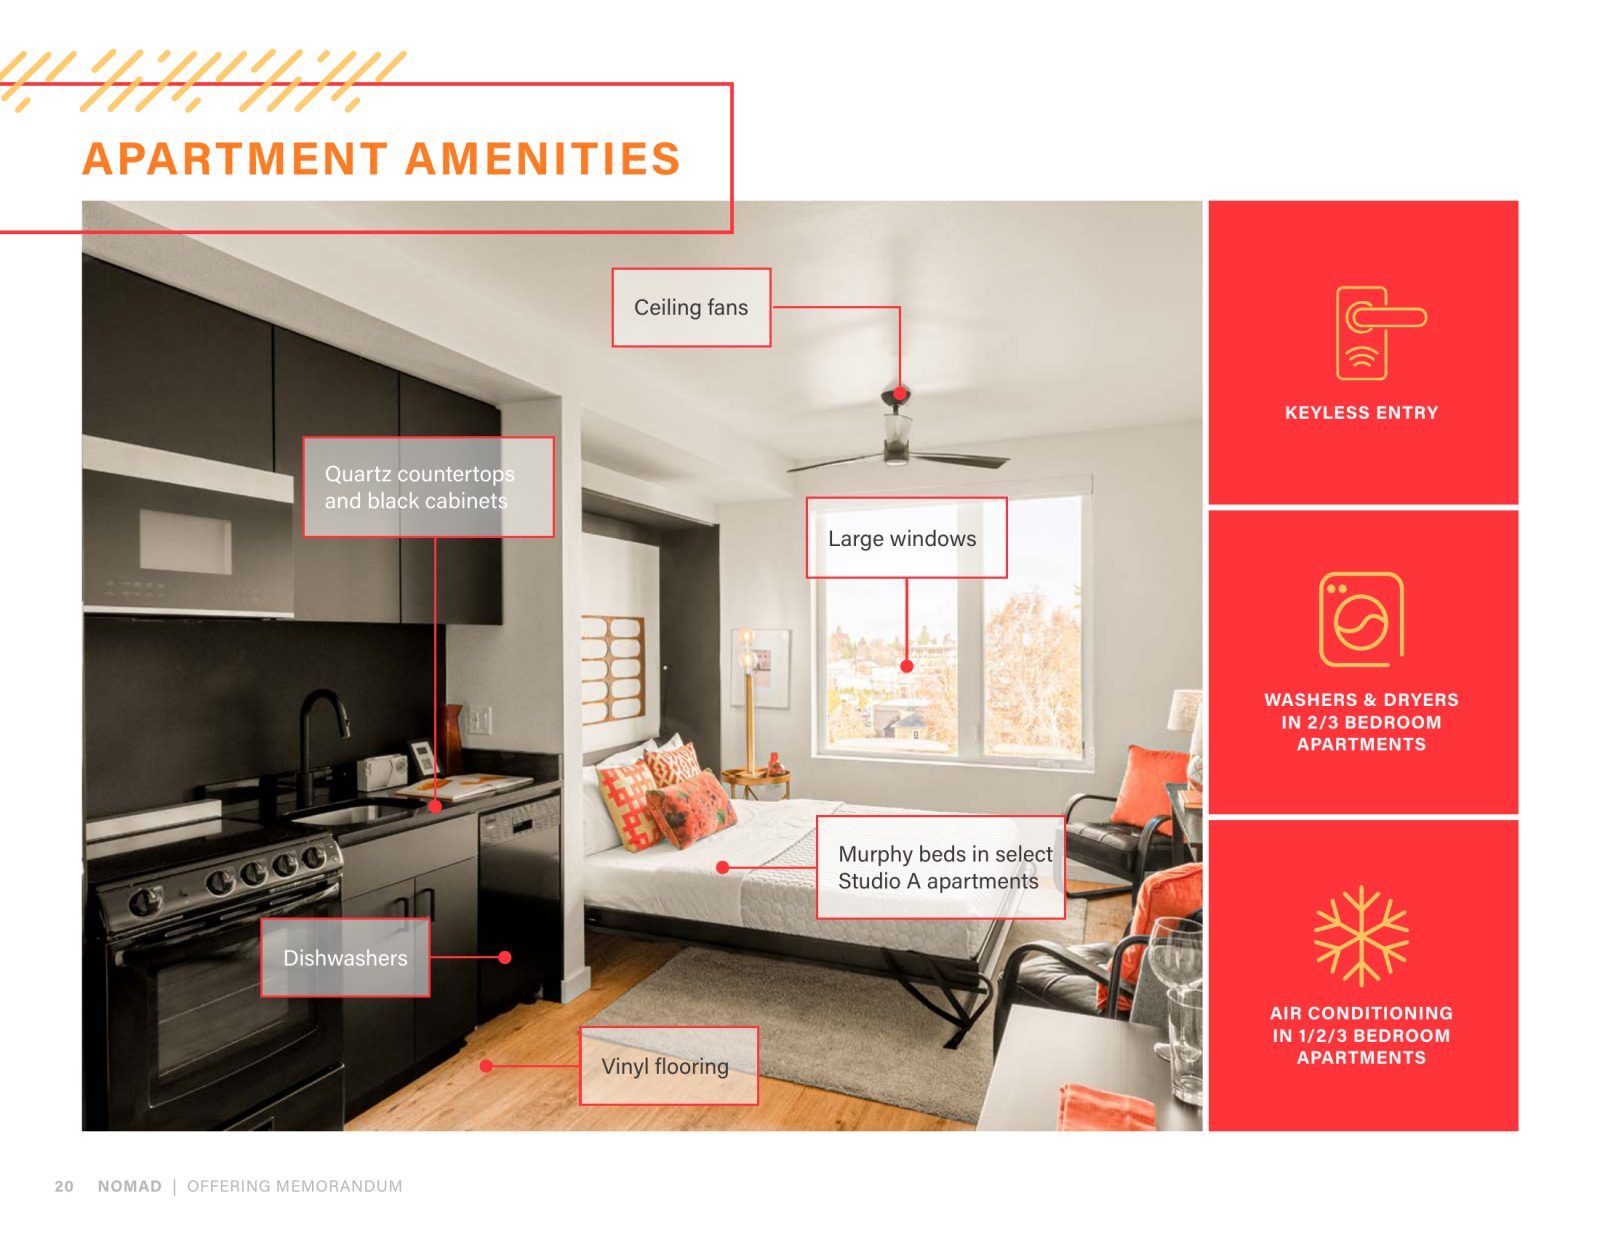 APARTMENT AMENITIES
Ceiling fans
Quartz countertops
and black cabinets
Large windows
Murphy beds in select
Studio A apartments
Dishwashers
Vinyl flooring
KEYLESS ENTRY
WASHERS & DRYERS
IN 2/3 BEDROOM
APARTMENTS
AIR CONDITIONING
IN 1/2/3 BEDROOM
APARTMENTS
20 NOMAD | OFFERING MEMORANDUM